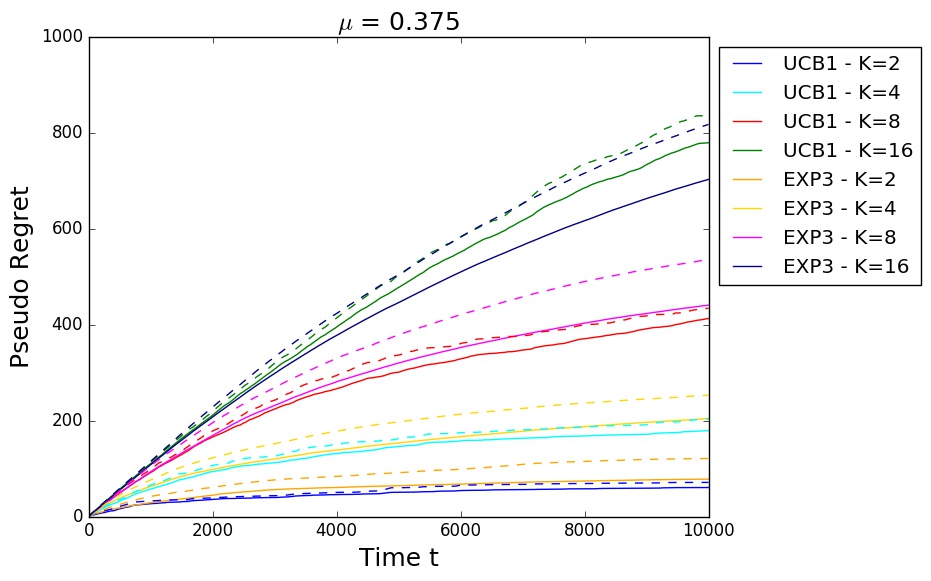 μ = 0.375
1000
800
600
400
200
0
0 2000 4000 6000 8000 10000
Pseudo Regret
Time t
UCB1 - K=2
UCB1 - K=4
UCB1 - K=8
UCB1 - K=16
EXP3 - K=2
EXP3 - K=4
EXP3 - K=8
EXP3 - K=16